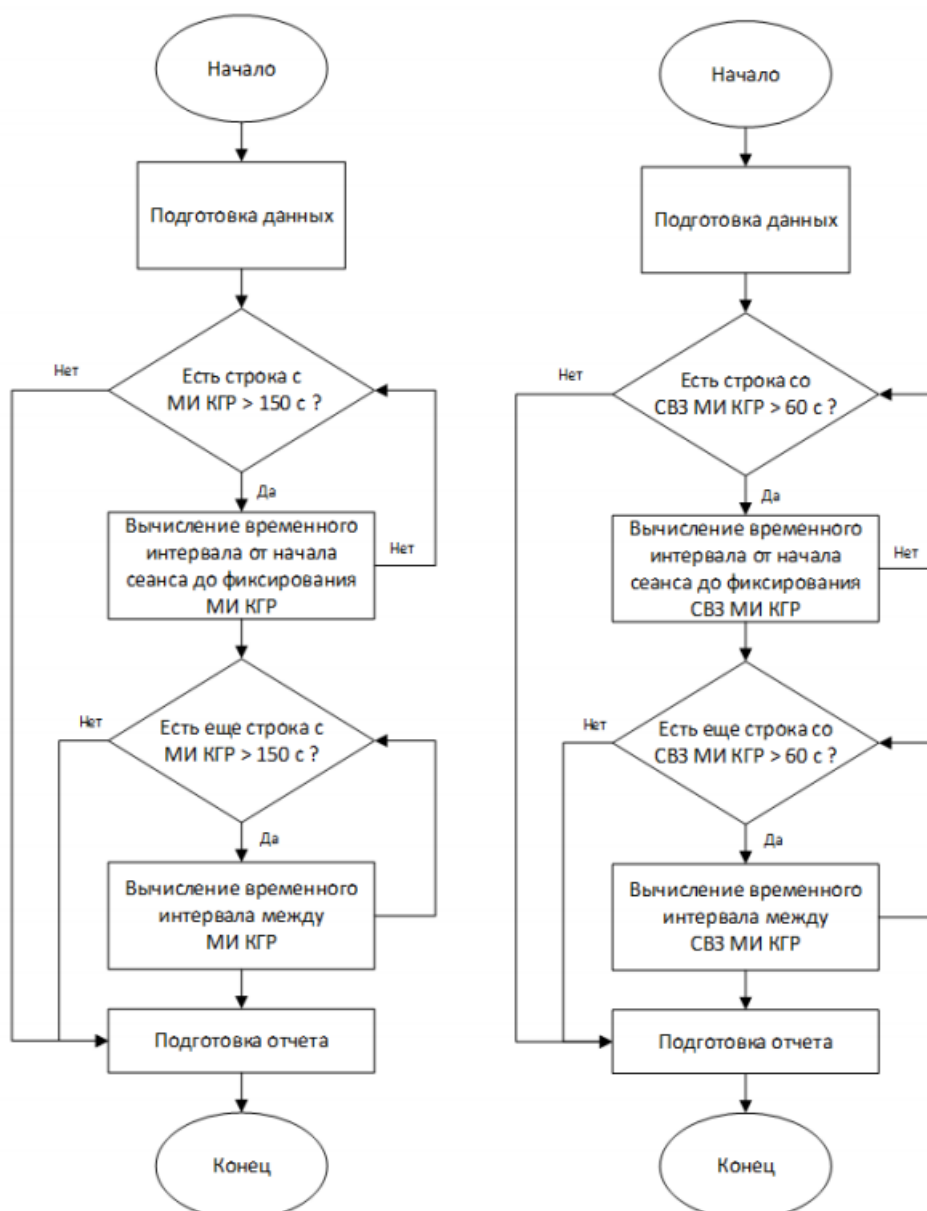 Начало
Подготовка данных
Нет
Есть строка с
МИ КГР > 150 с ?
Да
Вычисление временного
интервала от начала
сеанса до фиксирования
МИ КГР
Нет
Нет
Есть еще строка с
МИ КГР > 150 с ?
Да
Вычисление временного
интервала между
МИ КГР
Подготовка отчета
Конец
Начало
Подготовка данных
Нет
Есть строка со
СВЗ МИ КГР > 60 с ?
Да
Вычисление временного
интервала от начала
сеанса до фиксирования
СВЗ МИ КГР
Нет
Нет
Есть еще строка со
СВЗ МИ КГР > 60 с ?
Да
Вычисление временного
интервала между
СВЗ МИ КГР
Подготовка отчета
Конец